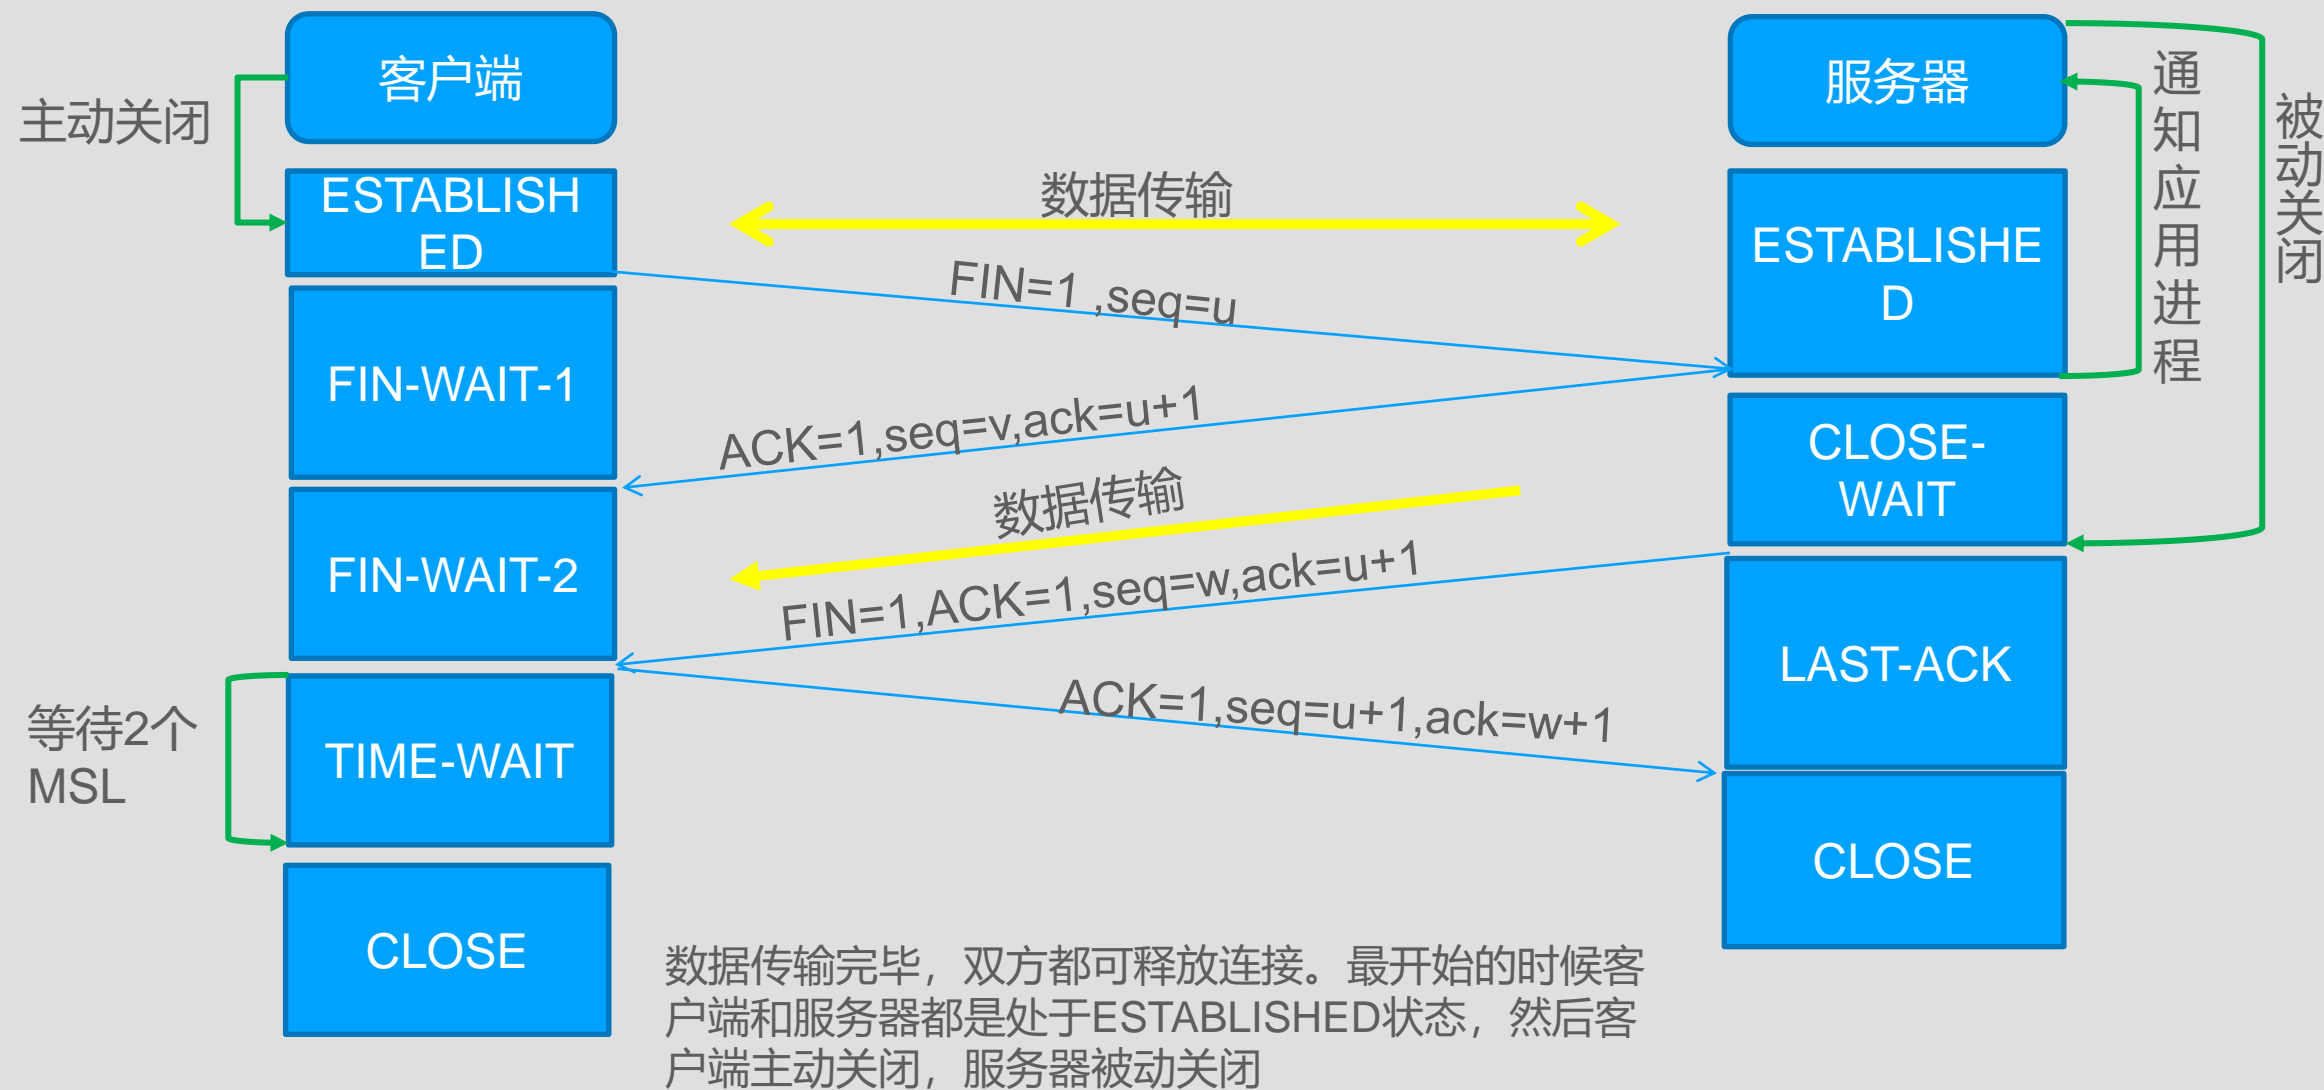 客户端
服务器
主动关闭
通知应用进程
被动关闭
ESTABLISH
ED
数据传输
ESTABLISHE
D
FIN=1 ,seq=u
FIN-WAIT-1
ACK=1,seq=v,ack=u+1
CLOSE-
WAIT
数据传输
FIN-WAIT-2
FIN=1,ACK=1,seq=w,ack=u+1
LAST-ACK
ACK=1,seq=u+1,ack=w+1
等待2个
MSL
TIME-WAIT
CLOSE
CLOSE
数据传输完毕，双方都可释放连接。最开始的时候客
户端和服务器都是处于ESTABLISHED状态，然后客
户端主动关闭，服务器被动关闭